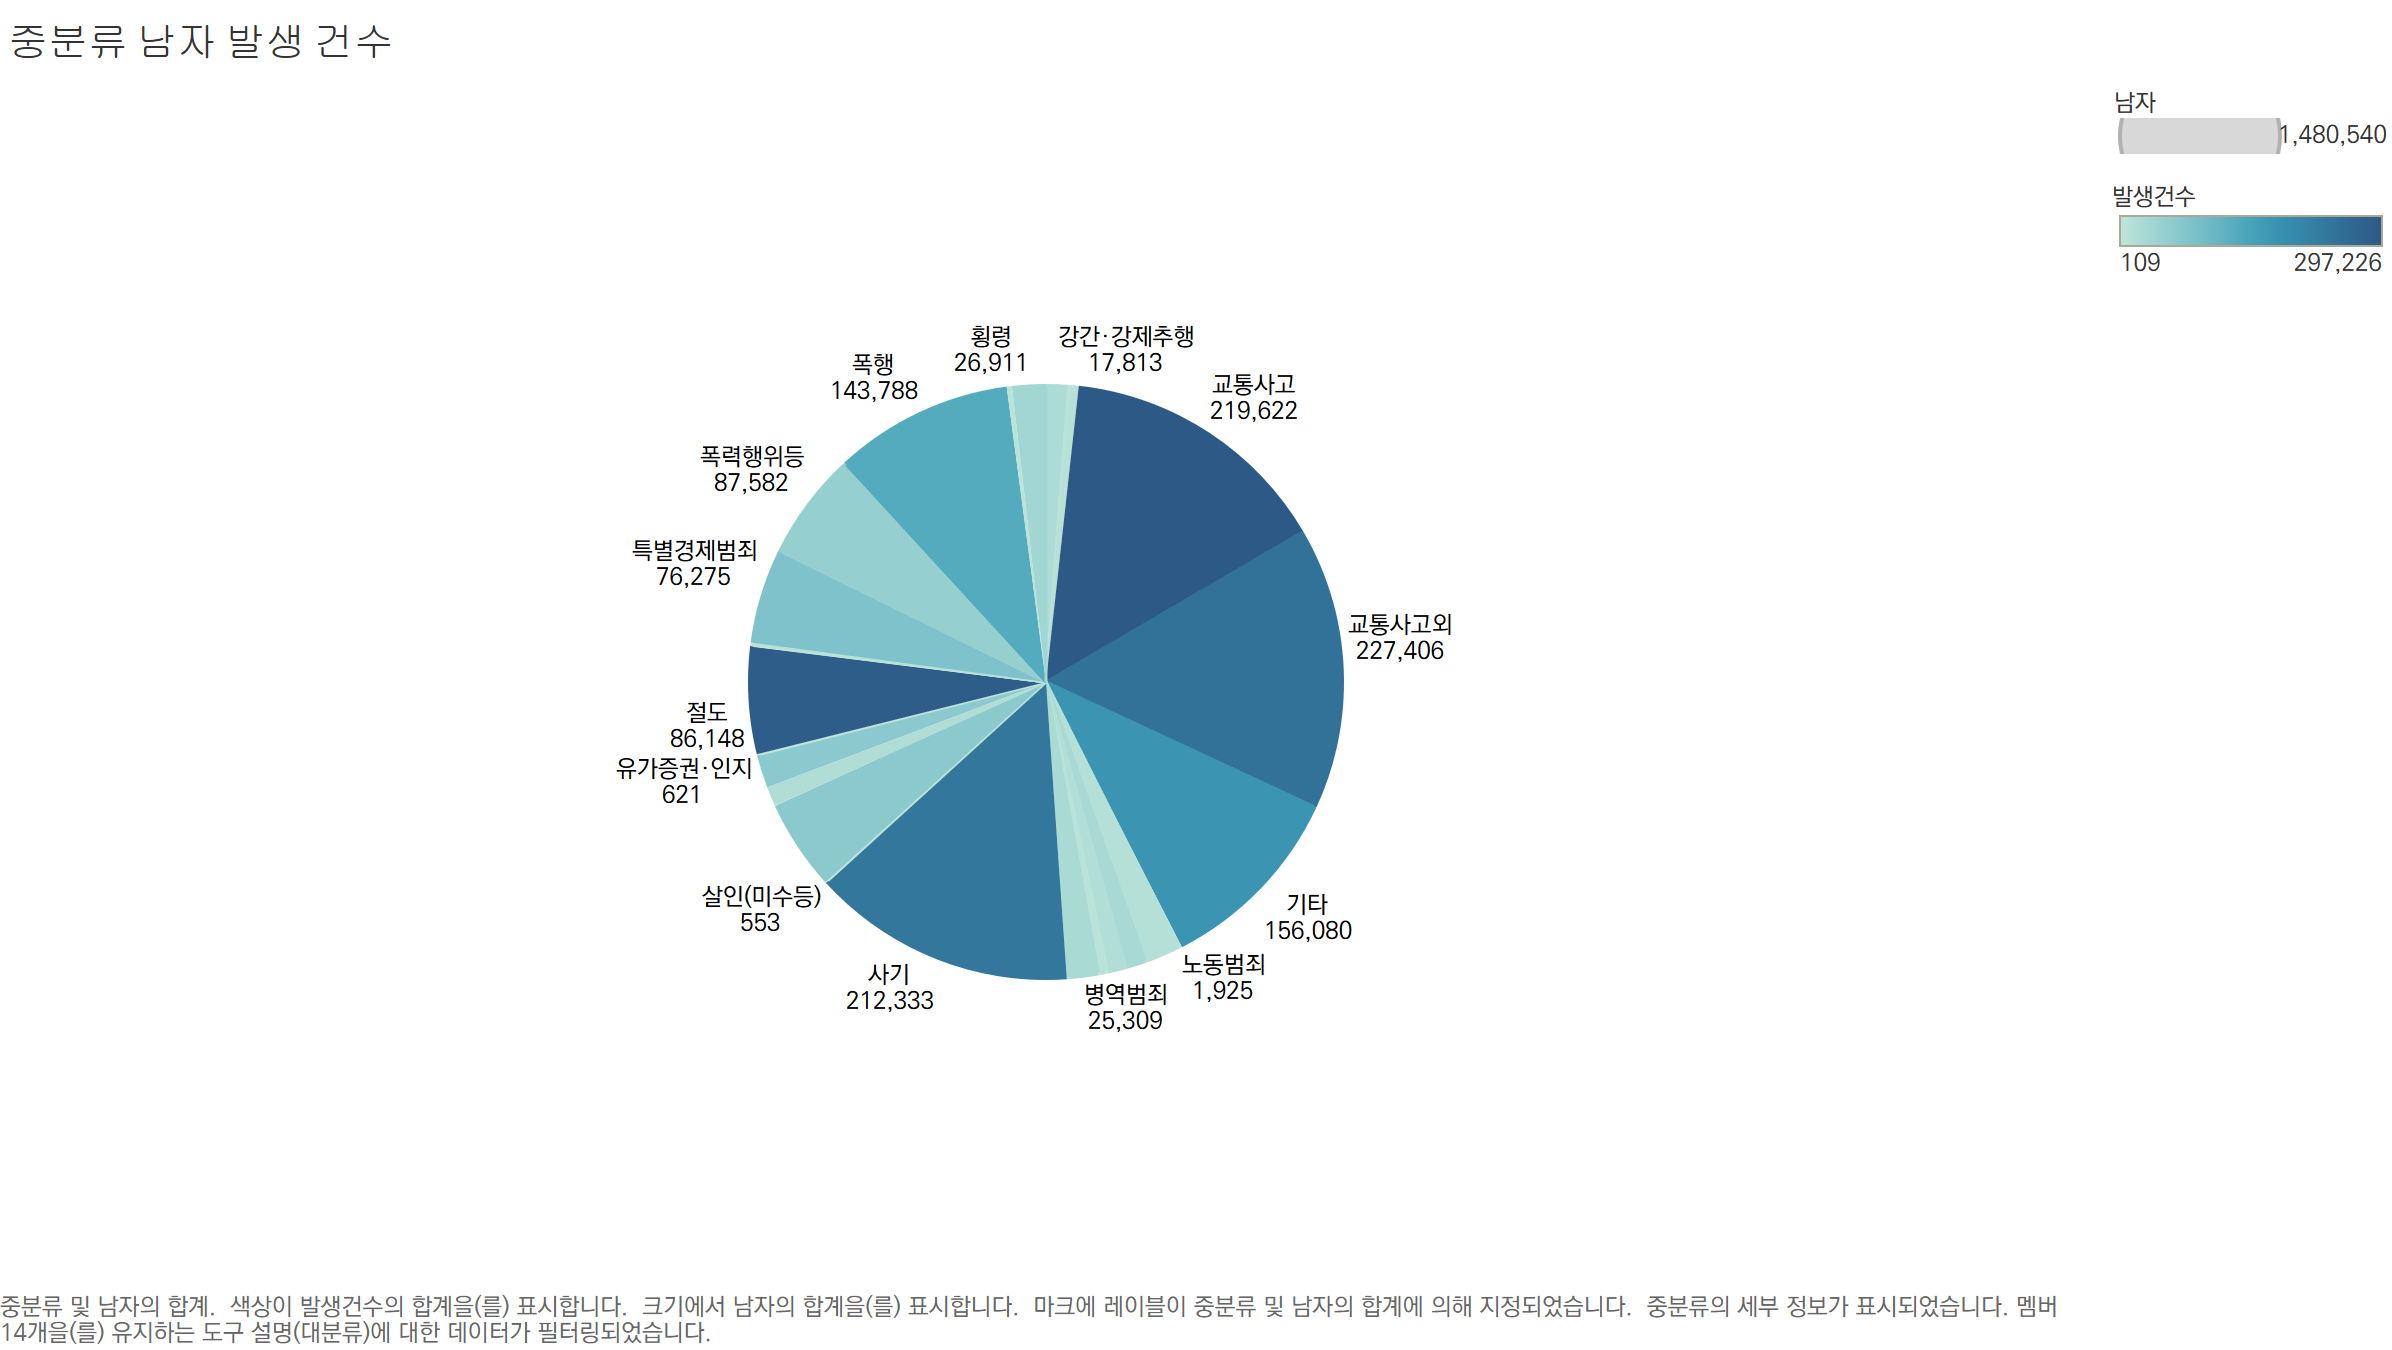 중분류 남자 발생 건수
남자
1,480,540
발생건수
109
297,226
횡령
26,911
강간·강제추행
17,813
폭행
143,788
교통사고
219,622
폭력행위등
87,582
특별경제범죄
76,275
교통사고외
227,406
절도
86,148
유가증권·인지
621
살인(미수등)
553
기타
156,080
노동범죄
1,925
사기
212,333
병역범죄
25,309
중분류 및 남자의 합계.  색상이 발생건수의 합계을(를) 표시합니다.  크기에서 남자의 합계을(를) 표시합니다.  마크에 레이블이 중분류 및 남자의 합계에 의해 지정되었습니다.  중분류의 세부 정보가 표시되었습니다. 멤버
14개을(를) 유지하는 도구 설명(대분류)에 대한 데이터가 필터링되었습니다.